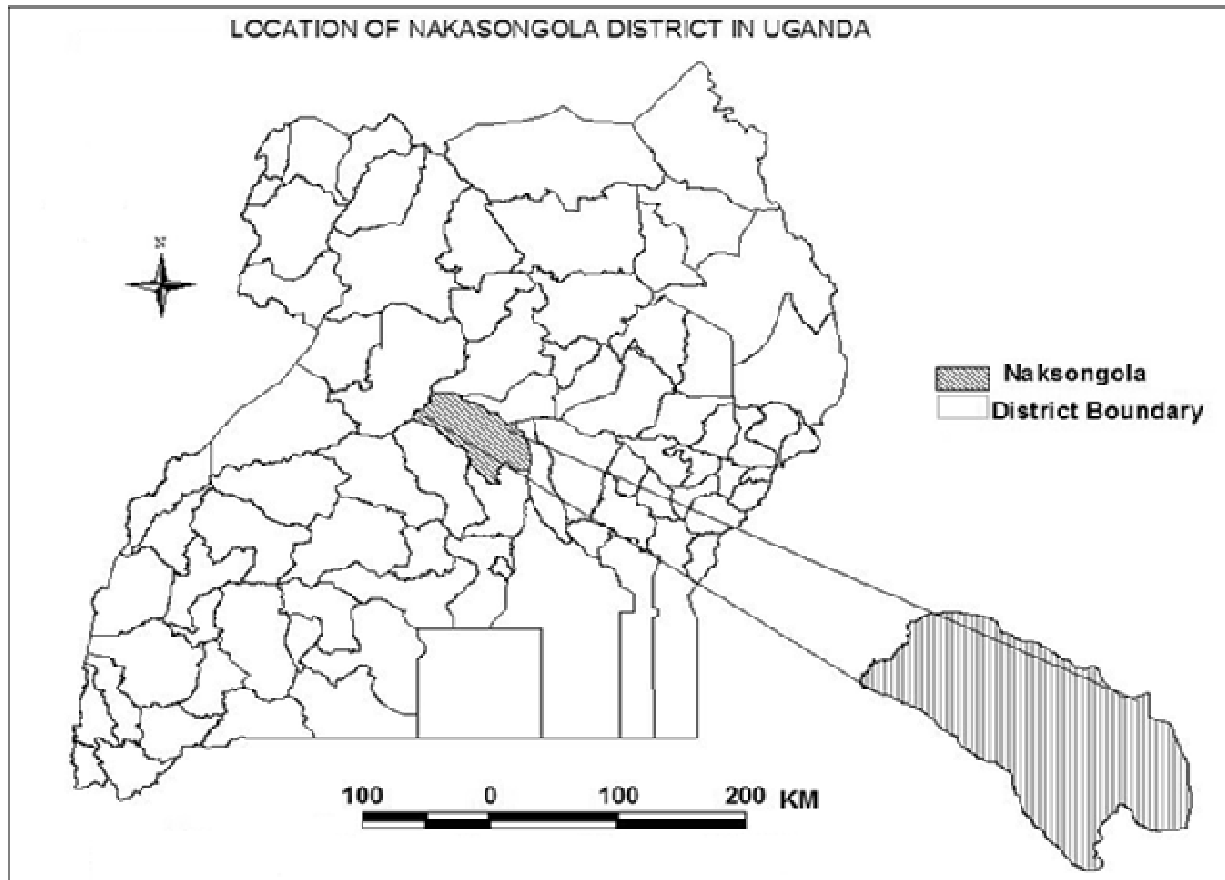 LOCATION OF NAKASONGOLA DISTRICT IN UGANDA
N
Naksongola
District Boundary
100 0 100 200 KM